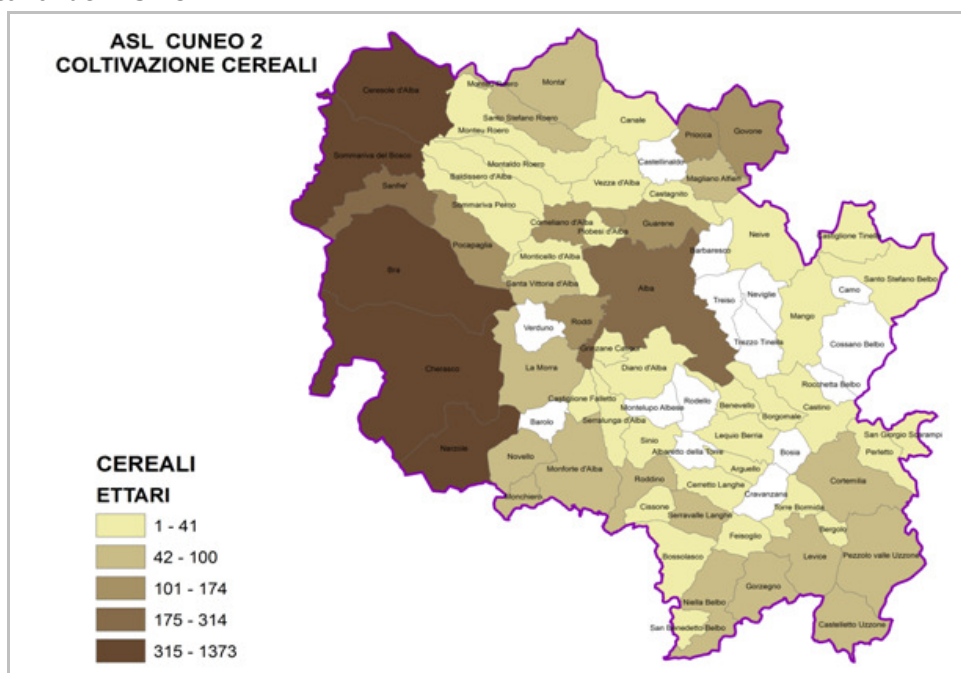 ASL CUNEO 2
COLTIVAZIONE CEREALI
Ceresole d'Alba
Monta'
Santo Stefano Roero
Monteu Roero
Canale
Priocca
Govone
Sommariva del Bosco
Castellinaldo
Montaldo Roero
Baldissero d'Alba
Vezza d'Alba
Magliano Alfieri
Sanfre'
Castagnito
Sommariva Perno
Corneliano d'Alba
Guarene
Piobesi d'Alba
Neive
Castiglione Tinella
Pocapaglia
Barbaresco
Monticello d'Alba
Bra
Santa Vittoria d'Alba
Alba
Santo Stefano Belbo
Neviglie
Camo
Treiso
Mango
Roddi
Verduno
Trezzo Tinella
Cossano Belbo
Grinzane Cavour
Cherasco
La Morra
Diano d'Alba
Rocchetta Belbo
Castiglione Falletto
Rodello
Benevello
Castino
Montelupo Albese
Borgomale
Barolo
Serralunga d'Alba
San Giorgio Scarampi
Lequio Berria
Sinio
Narzole
Albaretto della Torre
Bosia
Perletto
Novello
Arguello
Monforte d'Alba
Roddino
Cerretto Langhe
Cravanzana
Cortemilia
Monchiero
Cissone
Serravalle Langhe
Torre Bormida
Bergolo
Feisoglio
Bossolasco
Levice
Pezzolo valle Uzzone
Gorzegno
Niella Belbo
San Benedetto Belbo
Castelletto Uzzone
CEREALI
ETTARI
1 - 41
42 - 100
101 - 174
175 - 314
315 - 1373